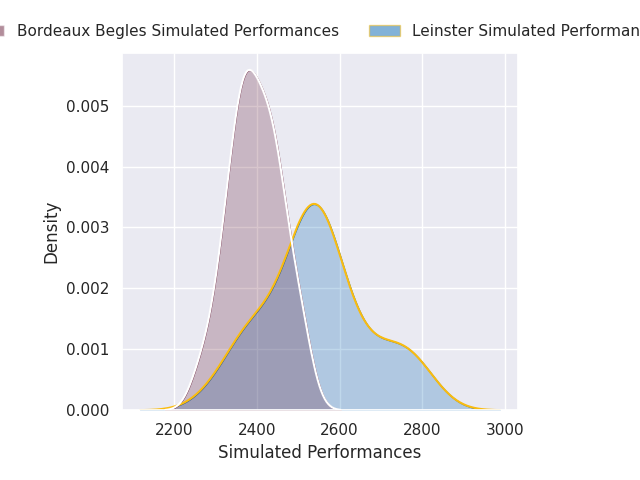 Bordeaux Begles Simulated Performances
Leinster Simulated
0.005
0.004
0.003
0.002
0.001
0.000
Density
2200 2400 2600 2800 3000
Simulated Performances